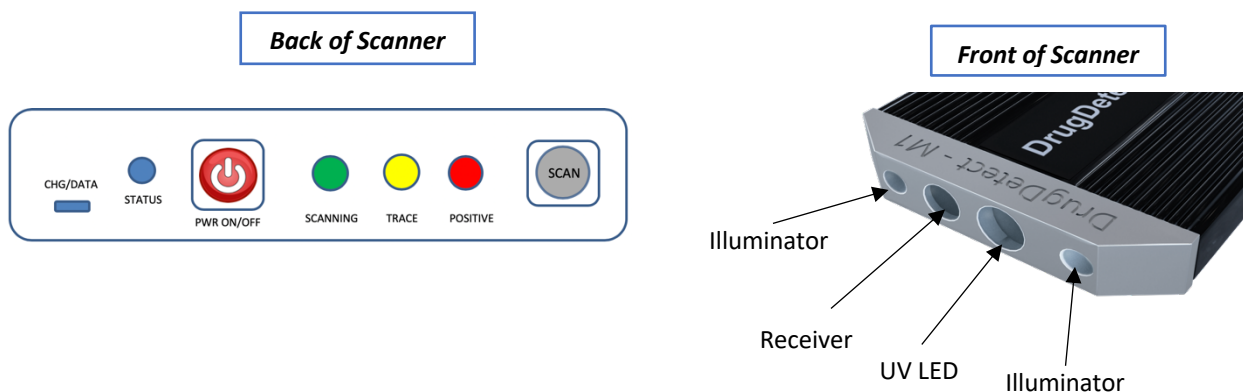 Back of Scanner
CHG/DATA
STATUS
PWR ON/OFF
SCANNING
TRACE
POSITIVE
SCAN
Front of Scanner
DrugDete
DrugDetect - M1
Illuminator
Receiver
UV LED
Illuminator